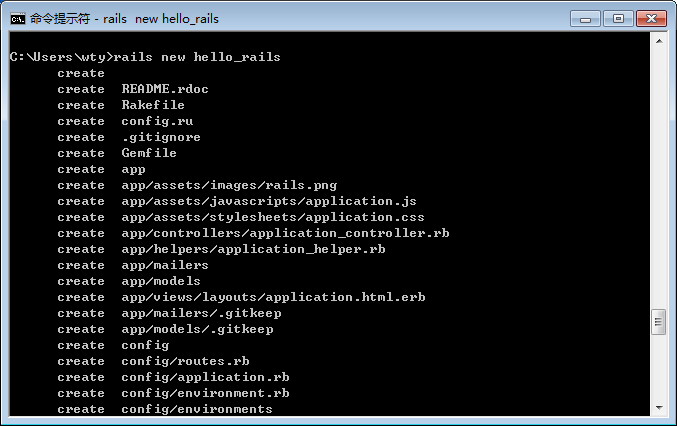 命令提示符 - rails  new hello_rails
C:\Users\wty>rails new hello_rails
create
create  README.rdoc
create  Rakefile
create  config.ru
create  .gitignore
create  Gemfile
create  app
create  app/assets/images/rails.png
create  app/assets/javascripts/application.js
create  app/assets/stylesheets/application.css
create  app/controllers/application_controller.rb
create  app/helpers/application_helper.rb
create  app/mailers
create  app/models
create  app/views/layouts/application.html.erb
create  app/mailers/.gitkeep
create  app/models/.gitkeep
create  config
create  config/routes.rb
create  config/application.rb
create  config/environment.rb
create  config/environments